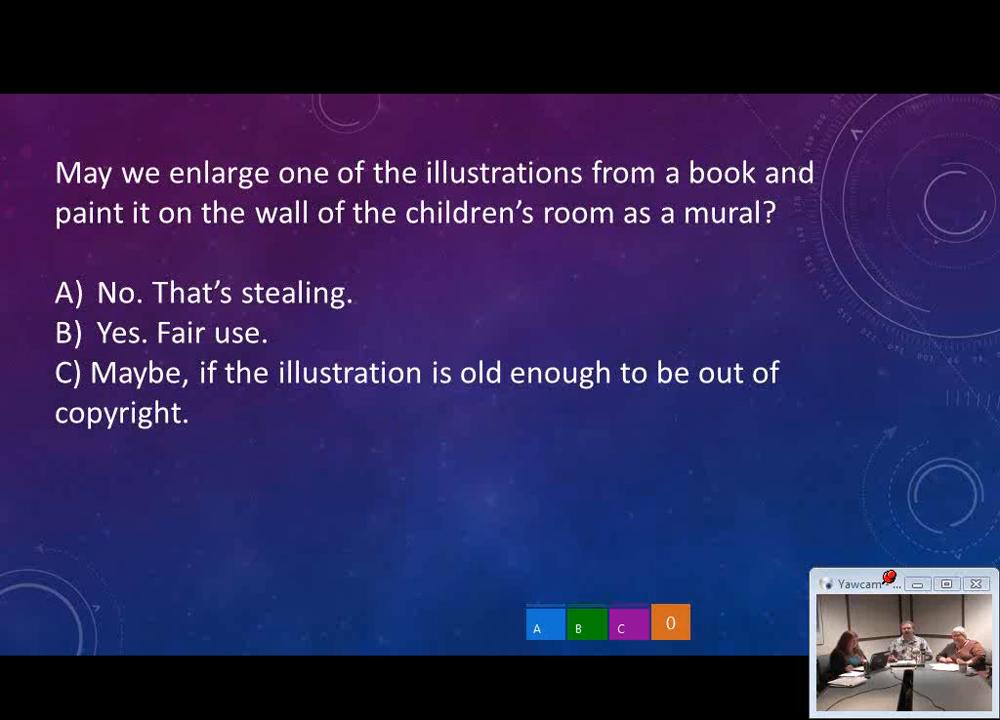 May we enlarge one of the illustrations from a book and
paint it on the wall of the children’s room as a mural?
A) No. That’s stealing.
B) Yes. Fair use.
C) Maybe, if the illustration is old enough to be out of
copyright.
A B C 0
Yawcam - ...